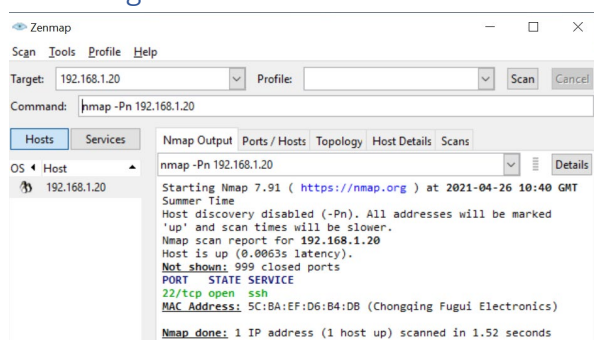 Zenmap
Scan Tools Profile Help
Target: 192.168.1.20 Profile: Scan Cancel
Command: nmap -Pn 192.168.1.20
Hosts Services
Nmap Output Ports / Hosts Topology Host Details Scans
OS Host
nmap -Pn 192.168.1.20 Details
192.168.1.20
Starting Nmap 7.91 ( https://nmap.org ) at 2021-04-26 10:40 GMT
Summer Time
Host discovery disabled (-Pn). All addresses will be marked
'up' and scan times will be slower.
Nmap scan report for 192.168.1.20
Host is up (0.0063s latency).
Not shown: 999 closed ports
PORT STATE SERVICE
22/tcp open ssh
MAC Address: 5C:BA:EF:D6:B4:DB (Chongqing Fugui Electronics)
Nmap done: 1 IP address (1 host up) scanned in 1.52 seconds